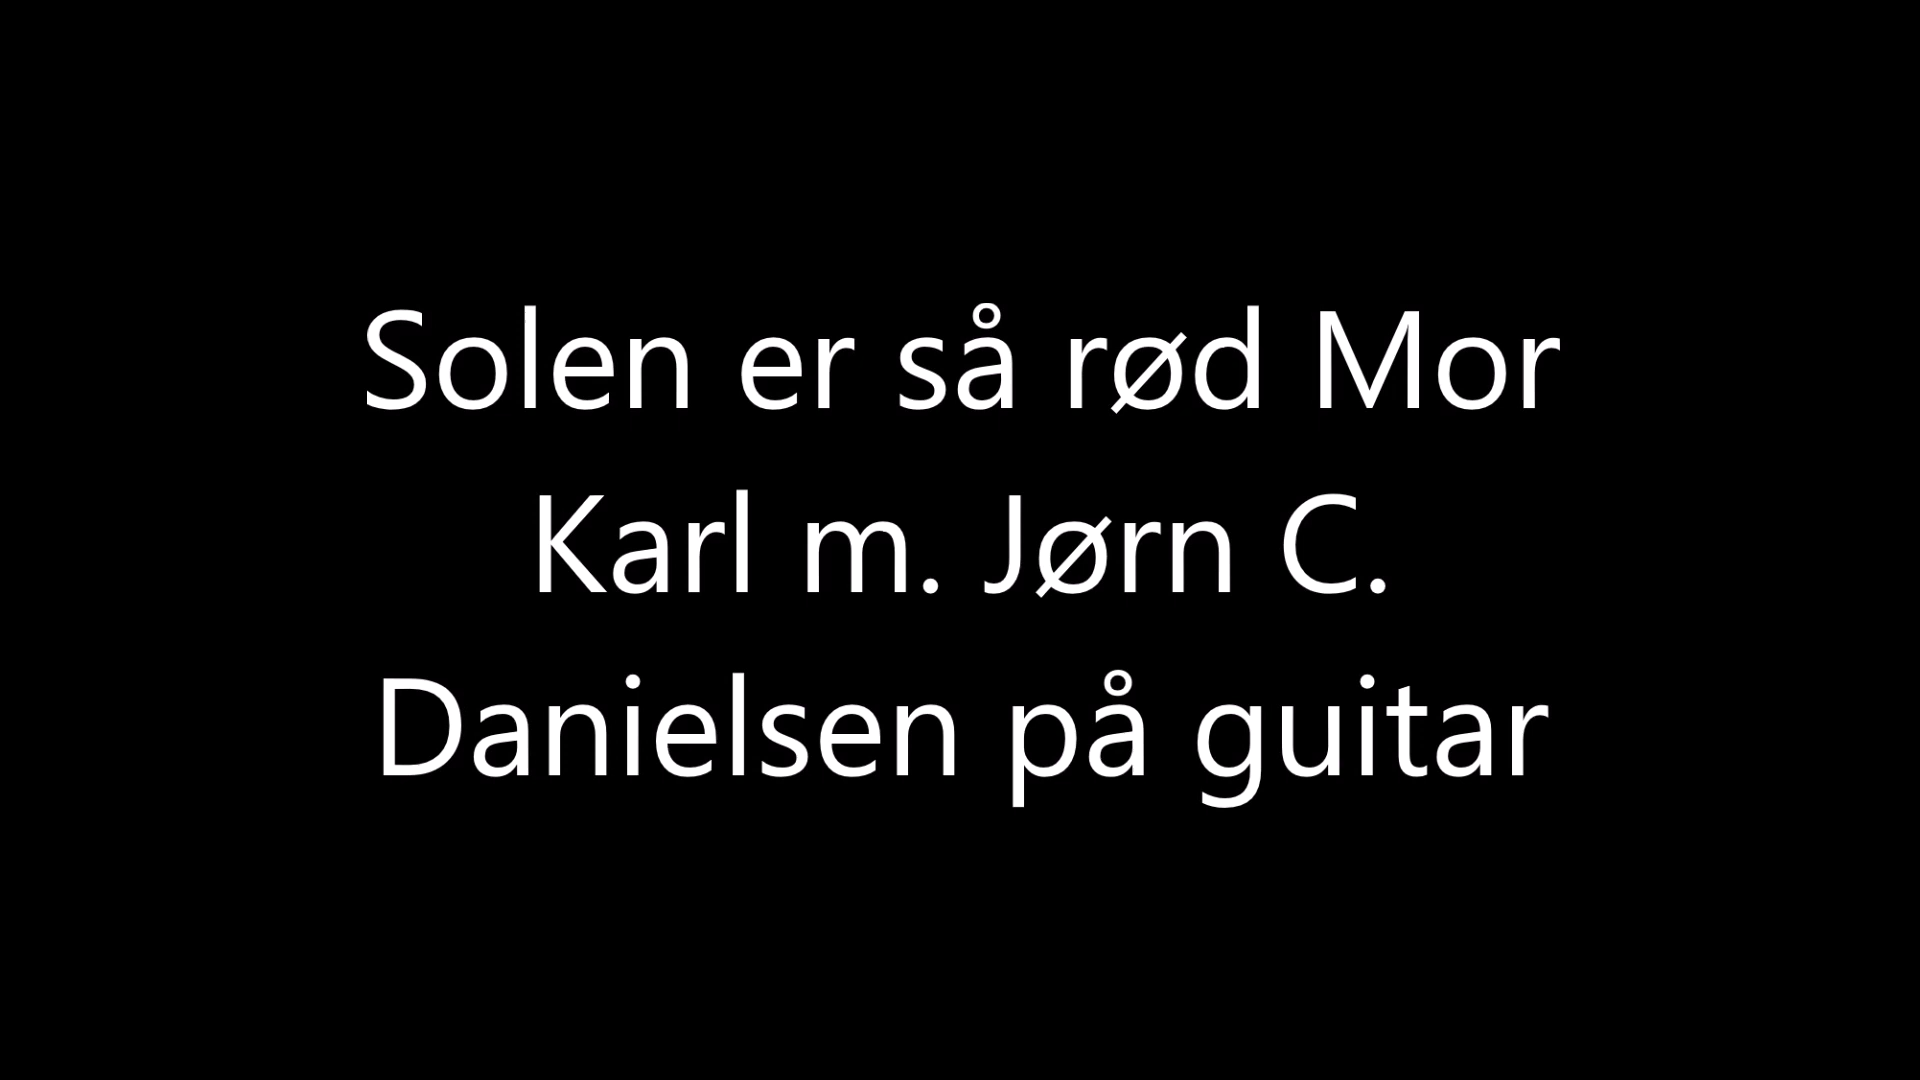 Solen er så rød Mor
Karl m. Jørn C.
Danielsen på guitar